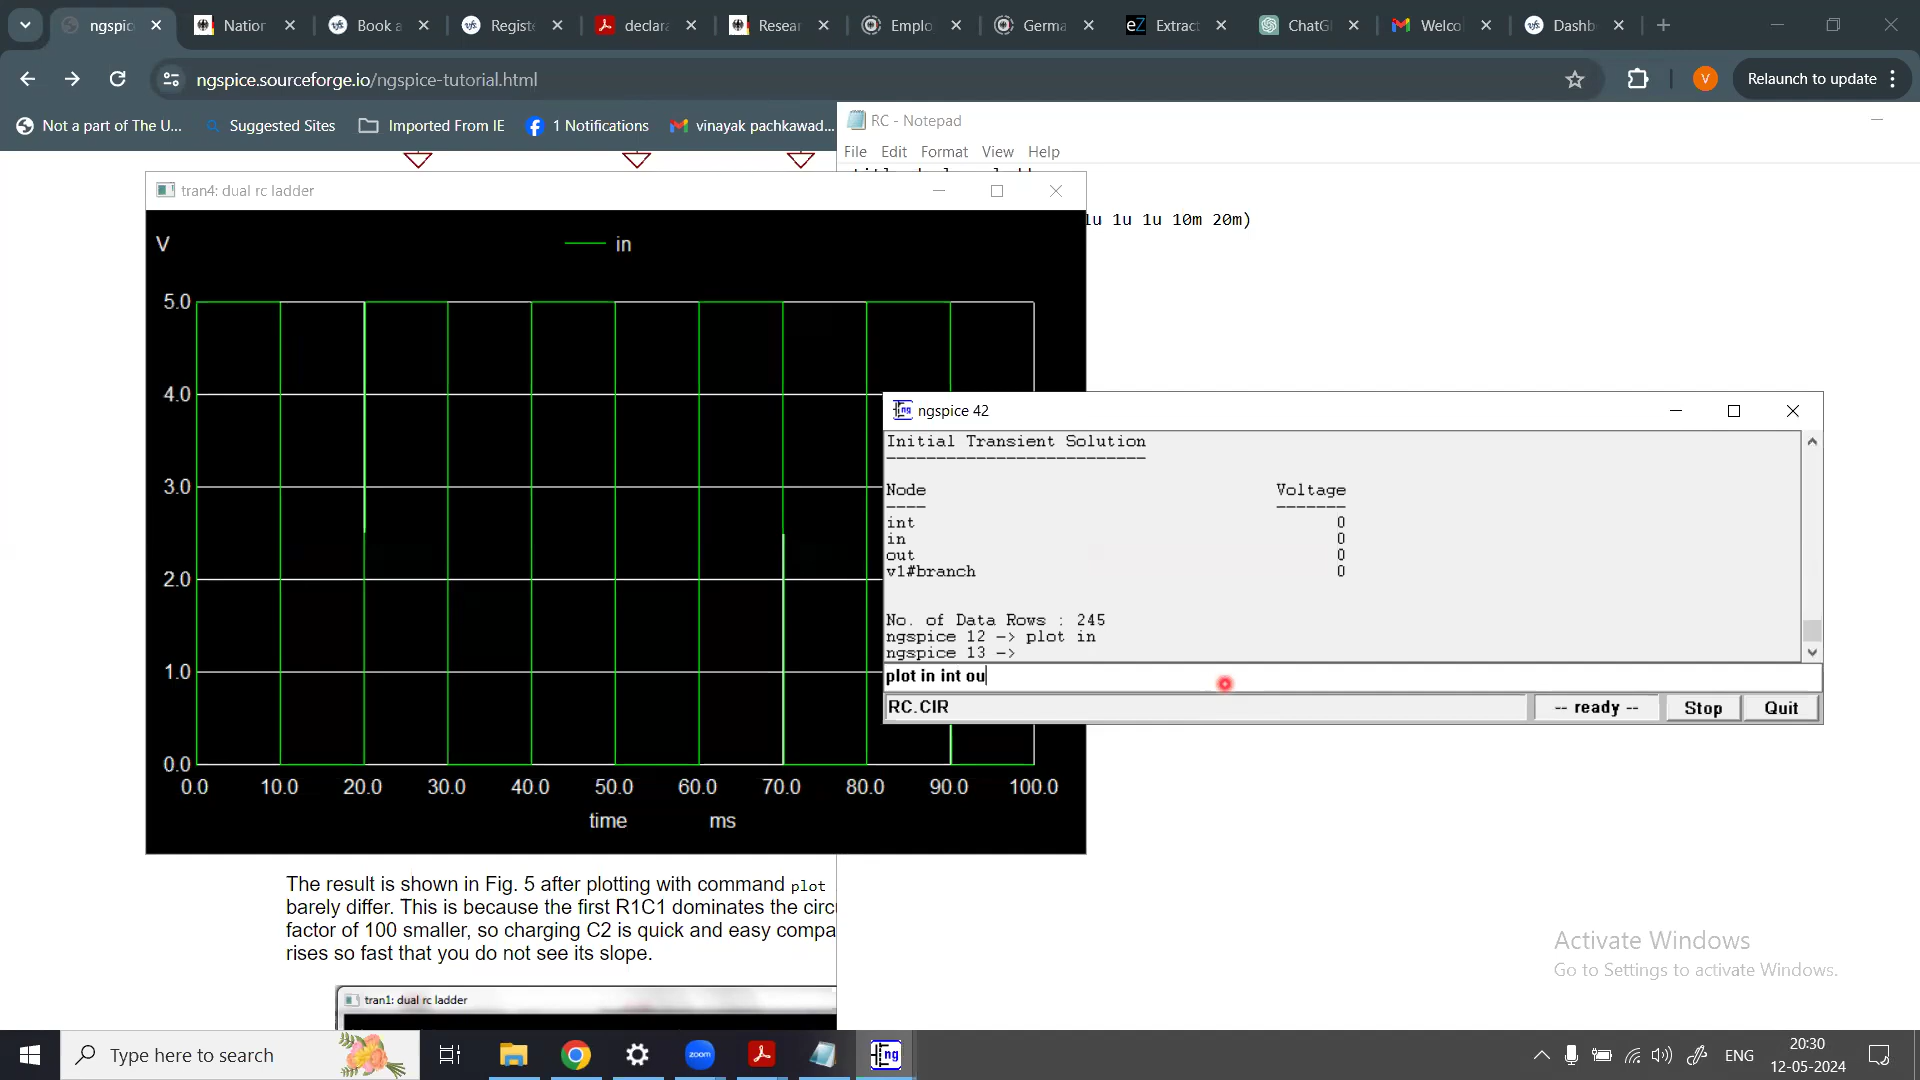 ngspic
Nation
Book a
Registe
declara
Resear
Emplo
Germa
eZ
Extract
ChatG
Welco
Dashb
ngspice.sourceforge.io/ngspice-tutorial.html
V
Relaunch to update
Not a part of The U...
Suggested Sites
Imported From IE
1 Notifications
vinayak pachkawad...
RC - Notepad
File Edit Format View Help
1u 1u 10m 20m)
tran4: dual rc ladder
V
in
5.0
4.0
3.0
2.0
1.0
0.0
0.0 10.0 20.0 30.0 40.0 50.0 60.0 70.0 80.0 90.0 100.0
time ms
ngspice 42
Initial Transient Solution
--------------------------
Node Voltage
---- -------
int 0
in 0
out 0
v1#branch 0
No. of Data Rows : 245
ngspice 12 -> plot in
ngspice 13 ->
plot in int ou
RC.CIR
-- ready --
Stop
Quit
The result is shown in Fig. 5 after plotting with command plot
barely differ. This is because the first R1C1 dominates the circ
factor of 100 smaller, so charging C2 is quick and easy compa
rises so fast that you do not see its slope.
tran1: dual rc ladder
Activate Windows
Go to Settings to activate Windows.
Type here to search
zoom
ENG
20:30
12-05-2024